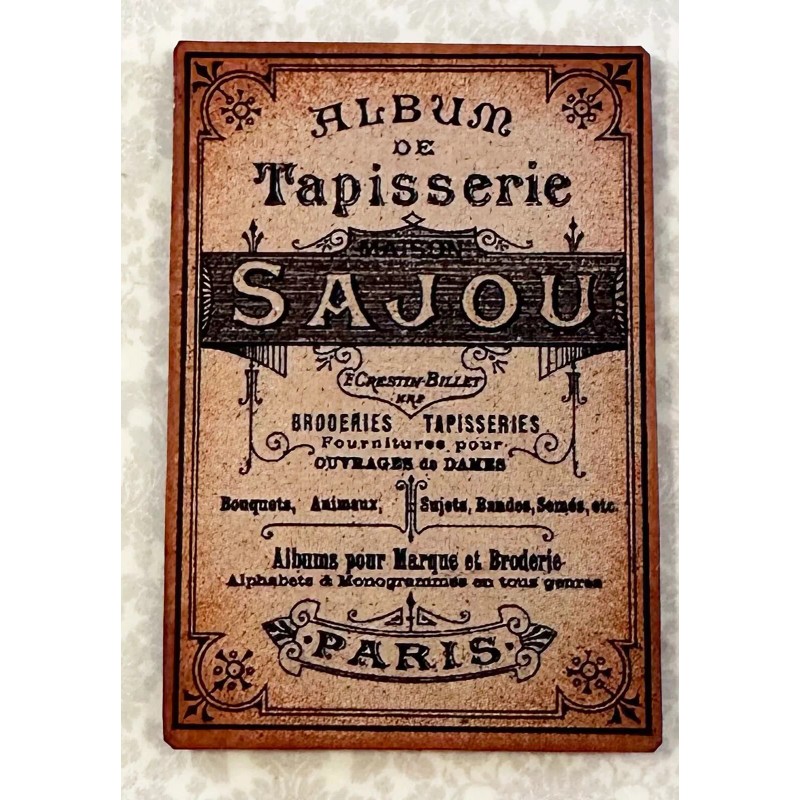 ALBUM
DE
Tapisserie
MAISON
SAJOU
F. CRESTIN-BILLET
BRODERIES TAPISSERIES
Fournitures pour
OUVRAGES de DAMES
Bouquets, Animaux, Sujets, Bandes, Semés, etc.
Albums pour Marque et Broderie
Alphabets & Monogrammes en tous genres
PARIS